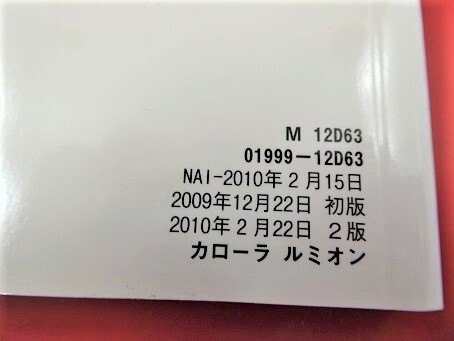 M 12D63
01999-12D63
NAI-2010年2月15日
2009年12月22日 初版
2010年2月22日 2版
カローラ ルミオン